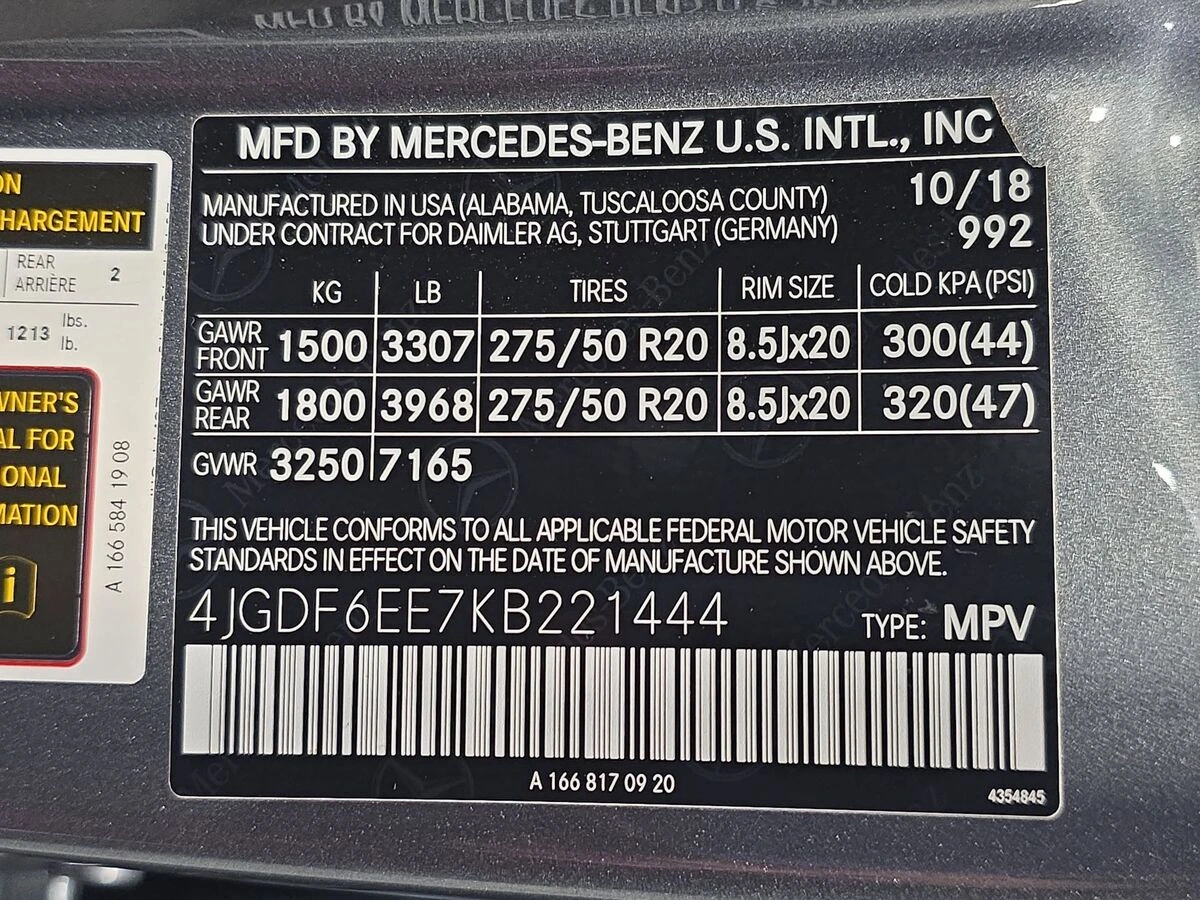 MFD BY MERCEDES-BENZ U.S. INTL., INC
MANUFACTURED IN USA (ALABAMA, TUSCALOOSA COUNTY) 10/18
UNDER CONTRACT FOR DAIMLER AG, STUTTGART (GERMANY) 992
KG LB TIRES RIM SIZE COLD KPA (PSI)
GAWR FRONT 1500 3307 275/50 R20 8.5Jx20 300(44)
GAWR REAR 1800 3968 275/50 R20 8.5Jx20 320(47)
GVWR 3250 7165
THIS VEHICLE CONFORMS TO ALL APPLICABLE FEDERAL MOTOR VEHICLE SAFETY
STANDARDS IN EFFECT ON THE DATE OF MANUFACTURE SHOWN ABOVE.
4JGDF6EE7KB221444 TYPE: MPV
A 166 817 09 20
4354845
ON
HARGEMENT
REAR
ARRIÈRE 2
1213 lbs.
lb.
WNER'S
AL FOR
ONAL
MATION
i
A 166 584 19 08